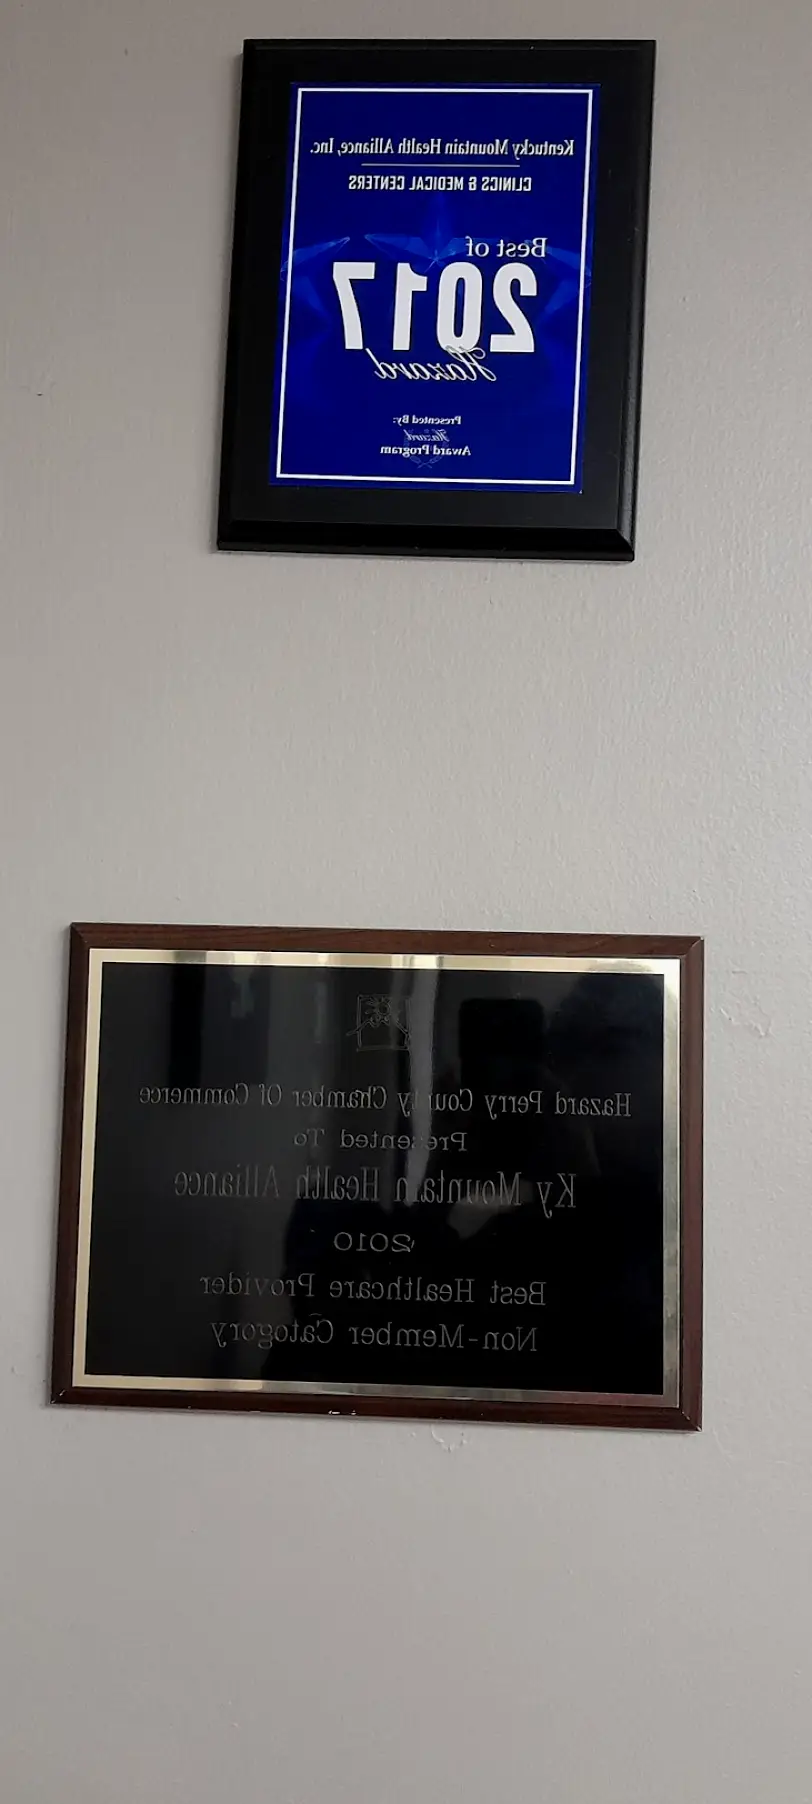 Kentucky Mountain Health Alliance, Inc.
CLINICS & MEDICAL CENTERS
Best of
2017
Hazard
Presented By:
Hazard
Award Program
Hazard Perry County Chamber Of Commerce
Presented To
Ky Mountain Health Alliance
2010
Best Healthcare Provider
Non-Member Catogory